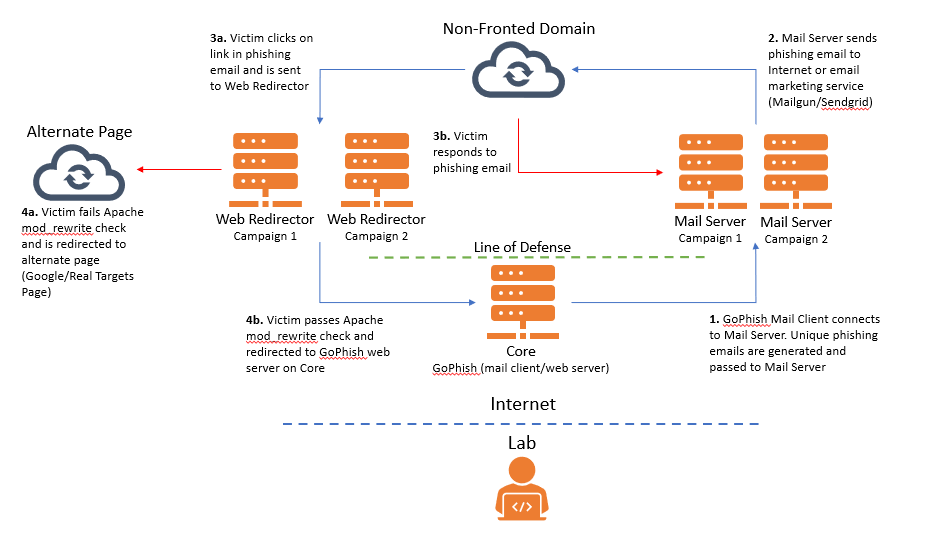 Non-Fronted Domain
3a. Victim clicks on
link in phishing
email and is sent
to Web Redirector
2. Mail Server sends
phishing email to
Internet or email
marketing service
(Mailgun/Sendgrid)
Alternate Page
3b. Victim
responds to
phishing email
4a. Victim fails Apache
mod_rewrite check
and is redirected to
alternate page
(Google/Real Targets
Page)
Web Redirector
Campaign 1
Web Redirector
Campaign 2
Mail Server
Campaign 1
Mail Server
Campaign 2
Line of Defense
4b. Victim passes Apache
mod_rewrite check and
redirected to GoPhish web
server on Core
Core
GoPhish (mail client/web server)
1. GoPhish Mail Client connects
to Mail Server. Unique phishing
emails are generated and
passed to Mail Server
Internet
Lab